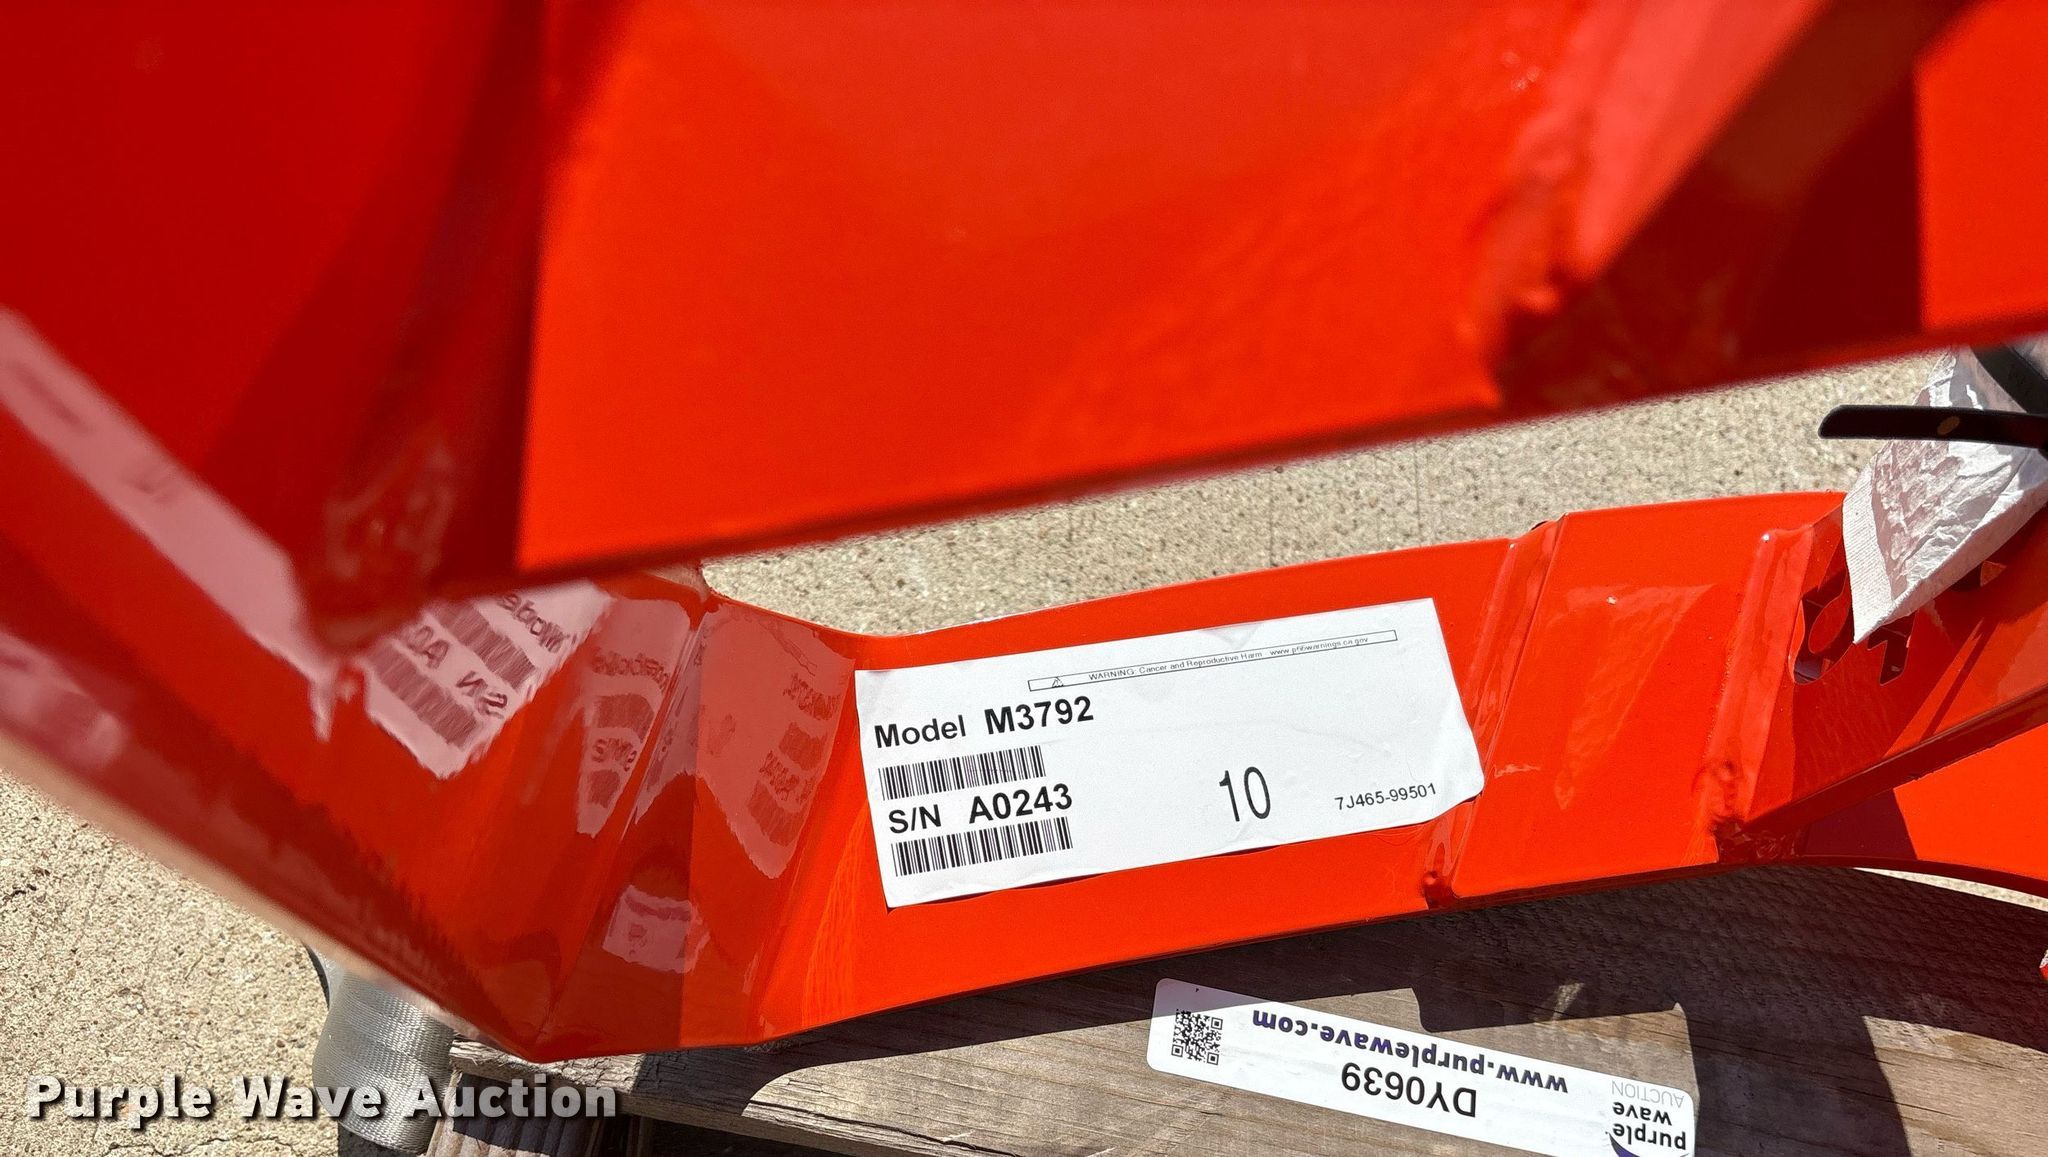 WARNING: Cancer and Reproductive Harm - www.p65warnings.ca.gov
Model M3792
S/N A0243
10
7J465-99501
www.purplewave.com
DY0639
purple
wave
AUCTION
Purple Wave Auction